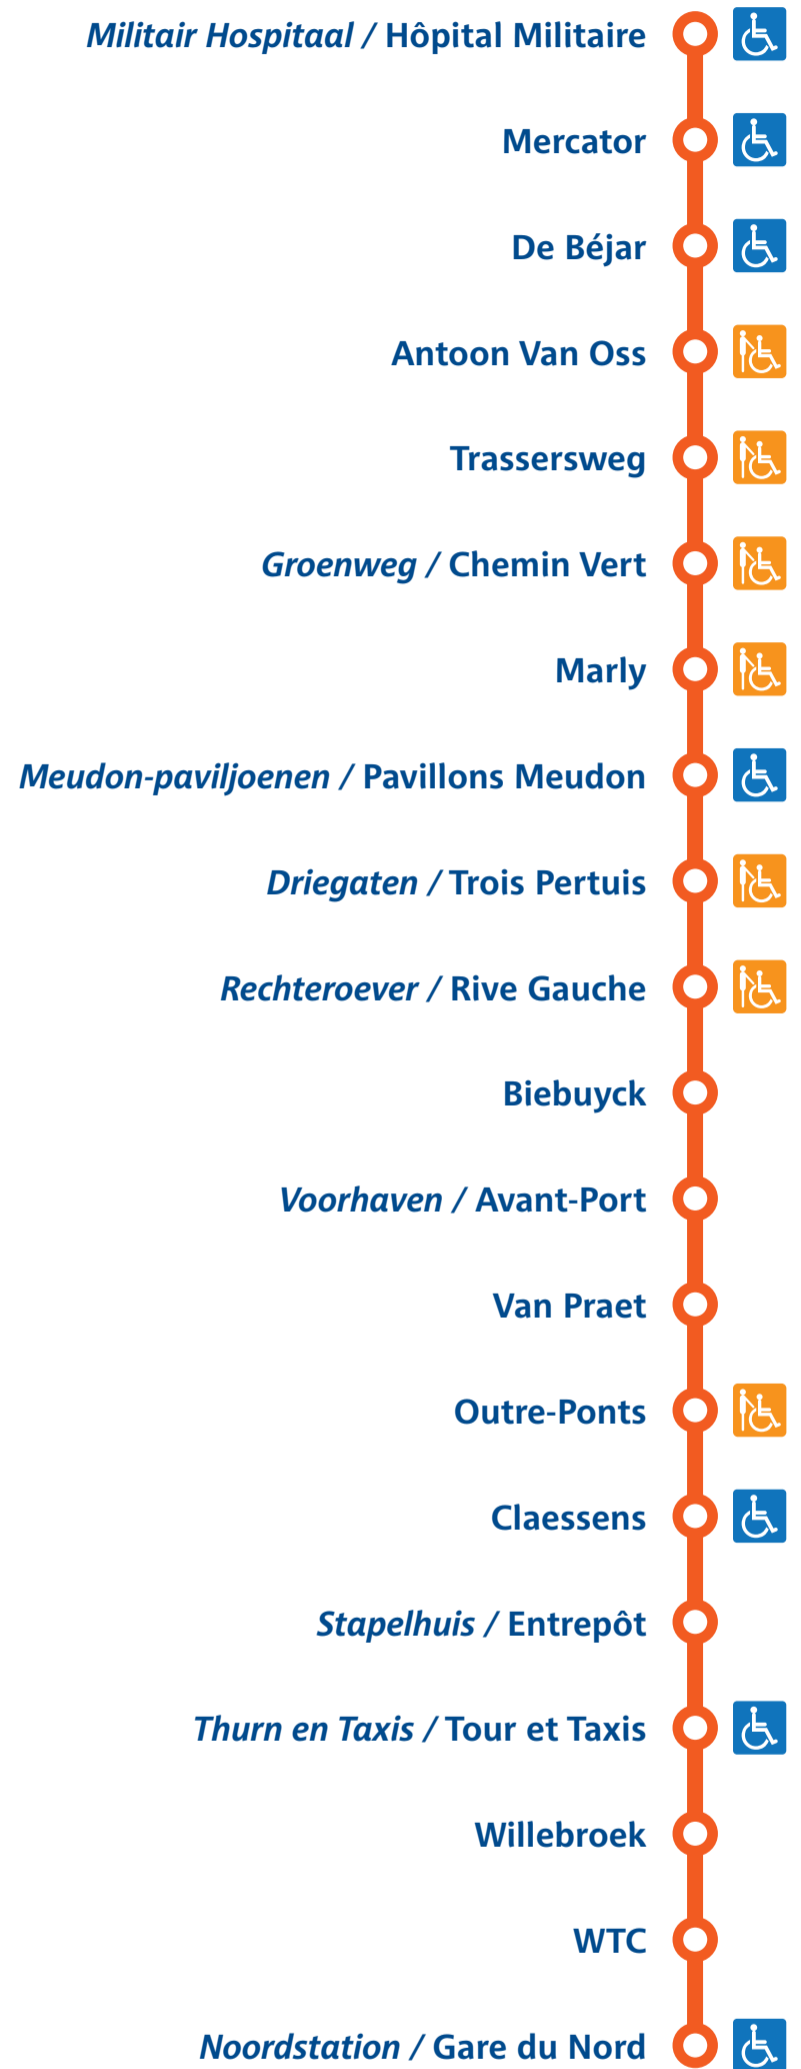 Militair Hospitaal / Hôpital Militaire
Mercator
De Béjar
Antoon Van Oss
Trassersweg
Groenweg / Chemin Vert
Marly
Meudon-paviljoenen / Pavillons Meudon
Driegaten / Trois Pertuis
Rechteroever / Rive Gauche
Biebuyck
Voorhaven / Avant-Port
Van Praet
Outre-Ponts
Claessens
Stapelhuis / Entrepôt
Thurn en Taxis / Tour et Taxis
Willebroek
WTC
Noordstation / Gare du Nord